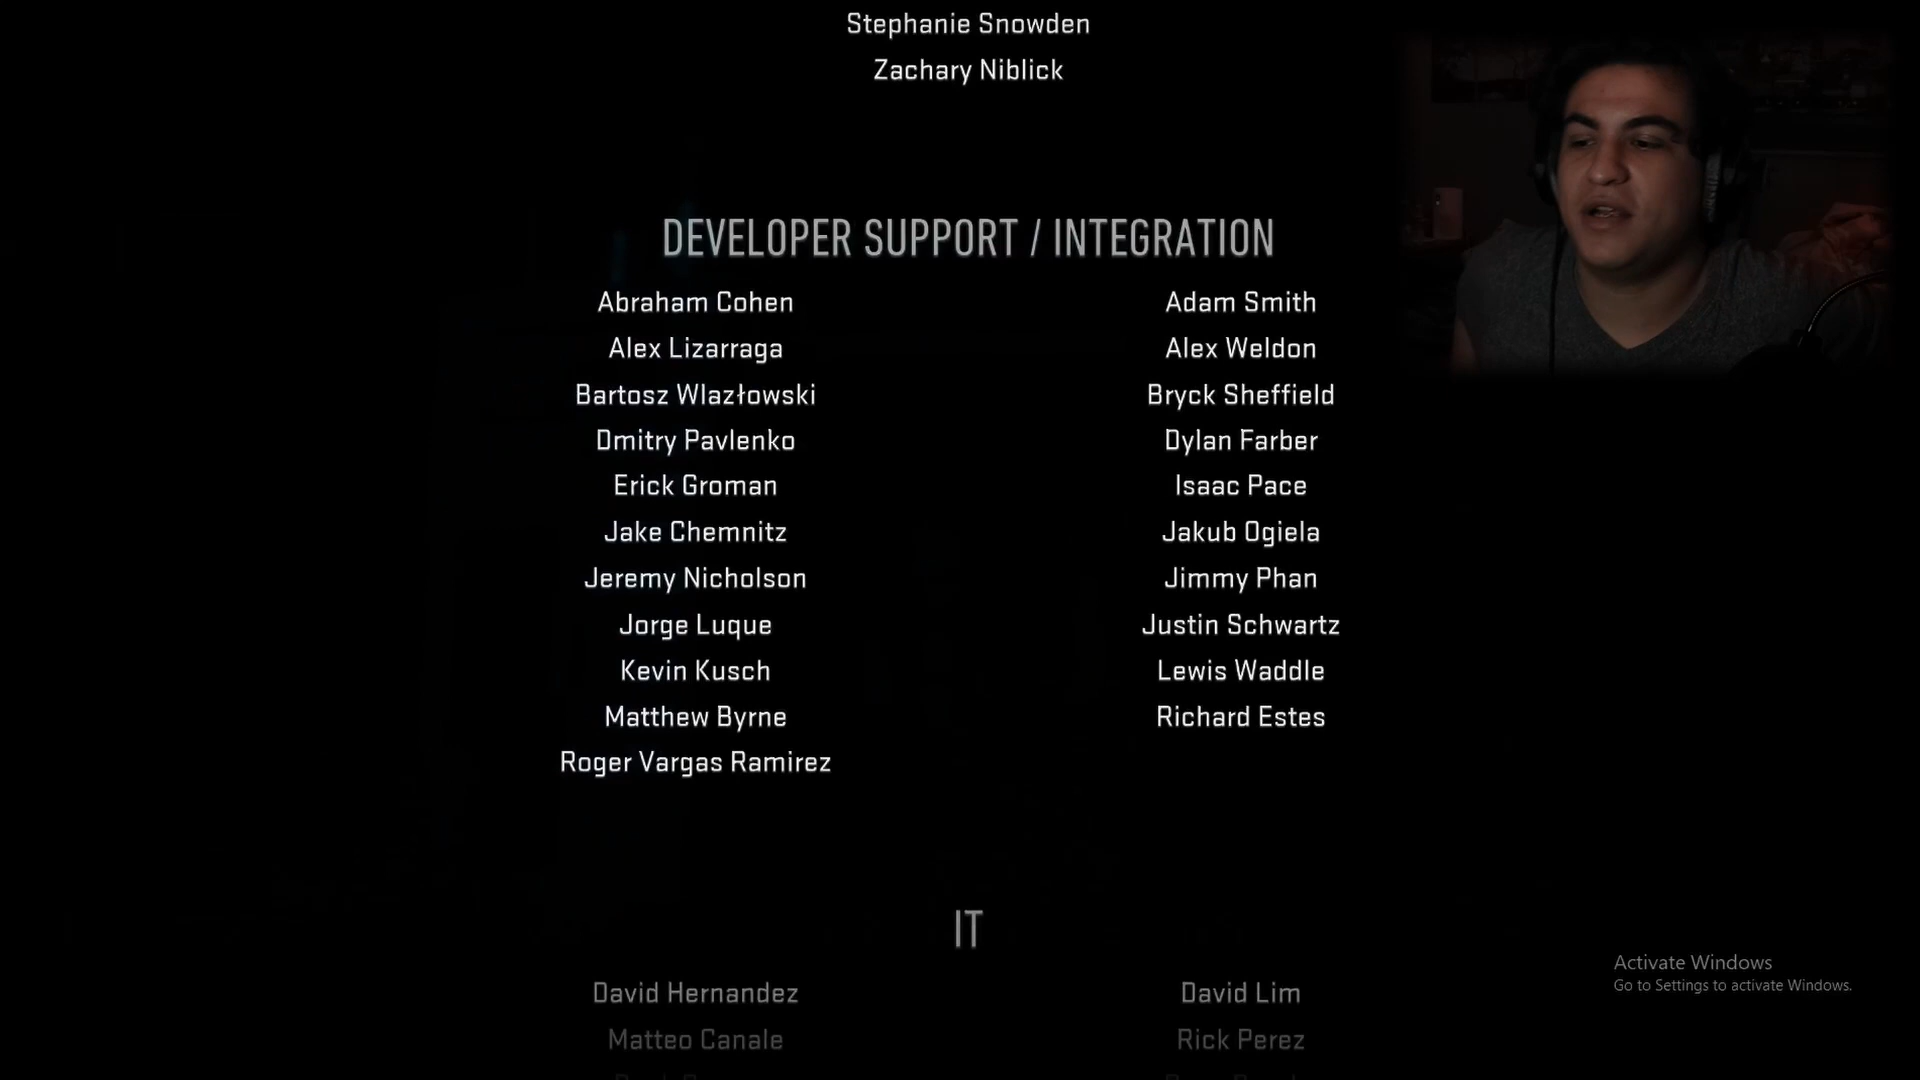 Stephanie Snowden
Zachary Niblick
DEVELOPER SUPPORT / INTEGRATION
Abraham Cohen
Adam Smith
Alex Lizarraga
Alex Weldon
Bartosz Wlazłowski
Bryck Sheffield
Dmitry Pavlenko
Dylan Farber
Erick Groman
Isaac Pace
Jake Chemnitz
Jakub Ogiela
Jeremy Nicholson
Jimmy Phan
Jorge Luque
Justin Schwartz
Kevin Kusch
Lewis Waddle
Matthew Byrne
Richard Estes
Roger Vargas Ramirez
IT
David Hernandez
David Lim
Matteo Canale
Rick Perez
Activate Windows
Go to Settings to activate Windows.